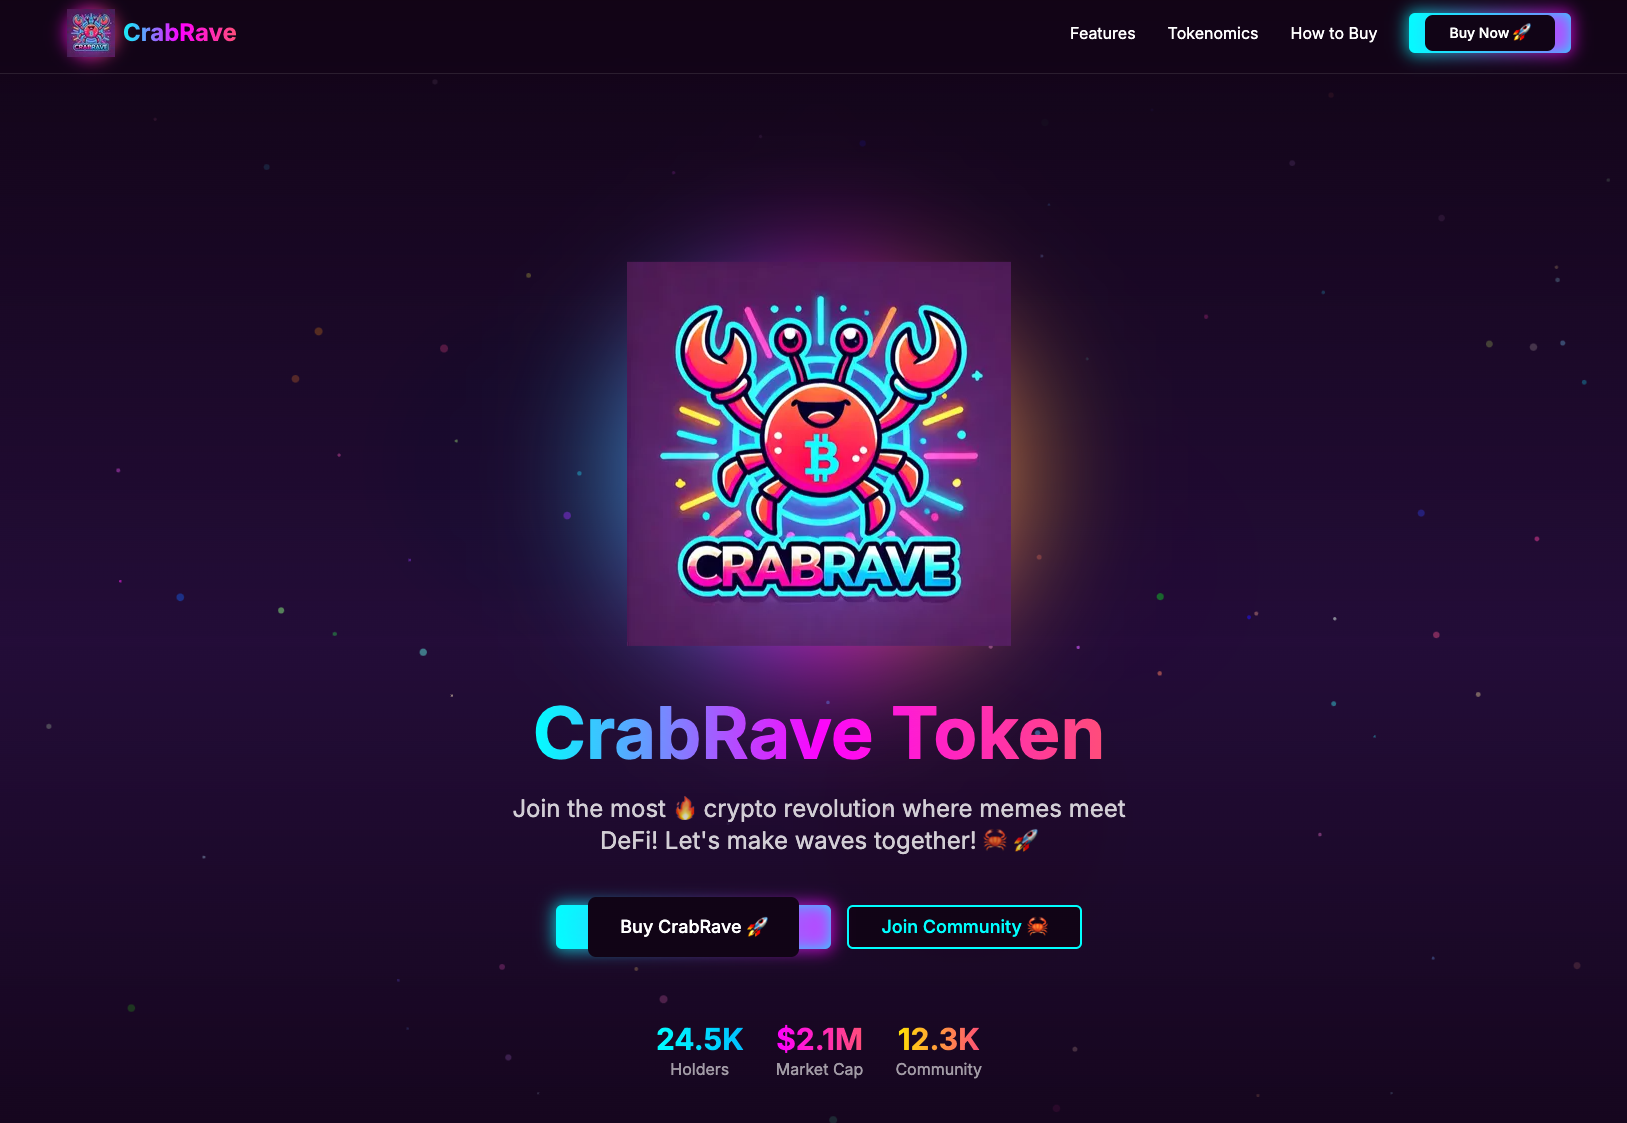 CRABRAVE
CrabRave
Features
Tokenomics
How to Buy
Buy Now 🚀
₿
CRABRAVE
CrabRave Token
Join the most 🔥 crypto revolution where memes meet
DeFi! Let's make waves together! 🦀 🚀
Buy CrabRave 🚀
Join Community 🦀
24.5K
Holders
$2.1M
Market Cap
12.3K
Community